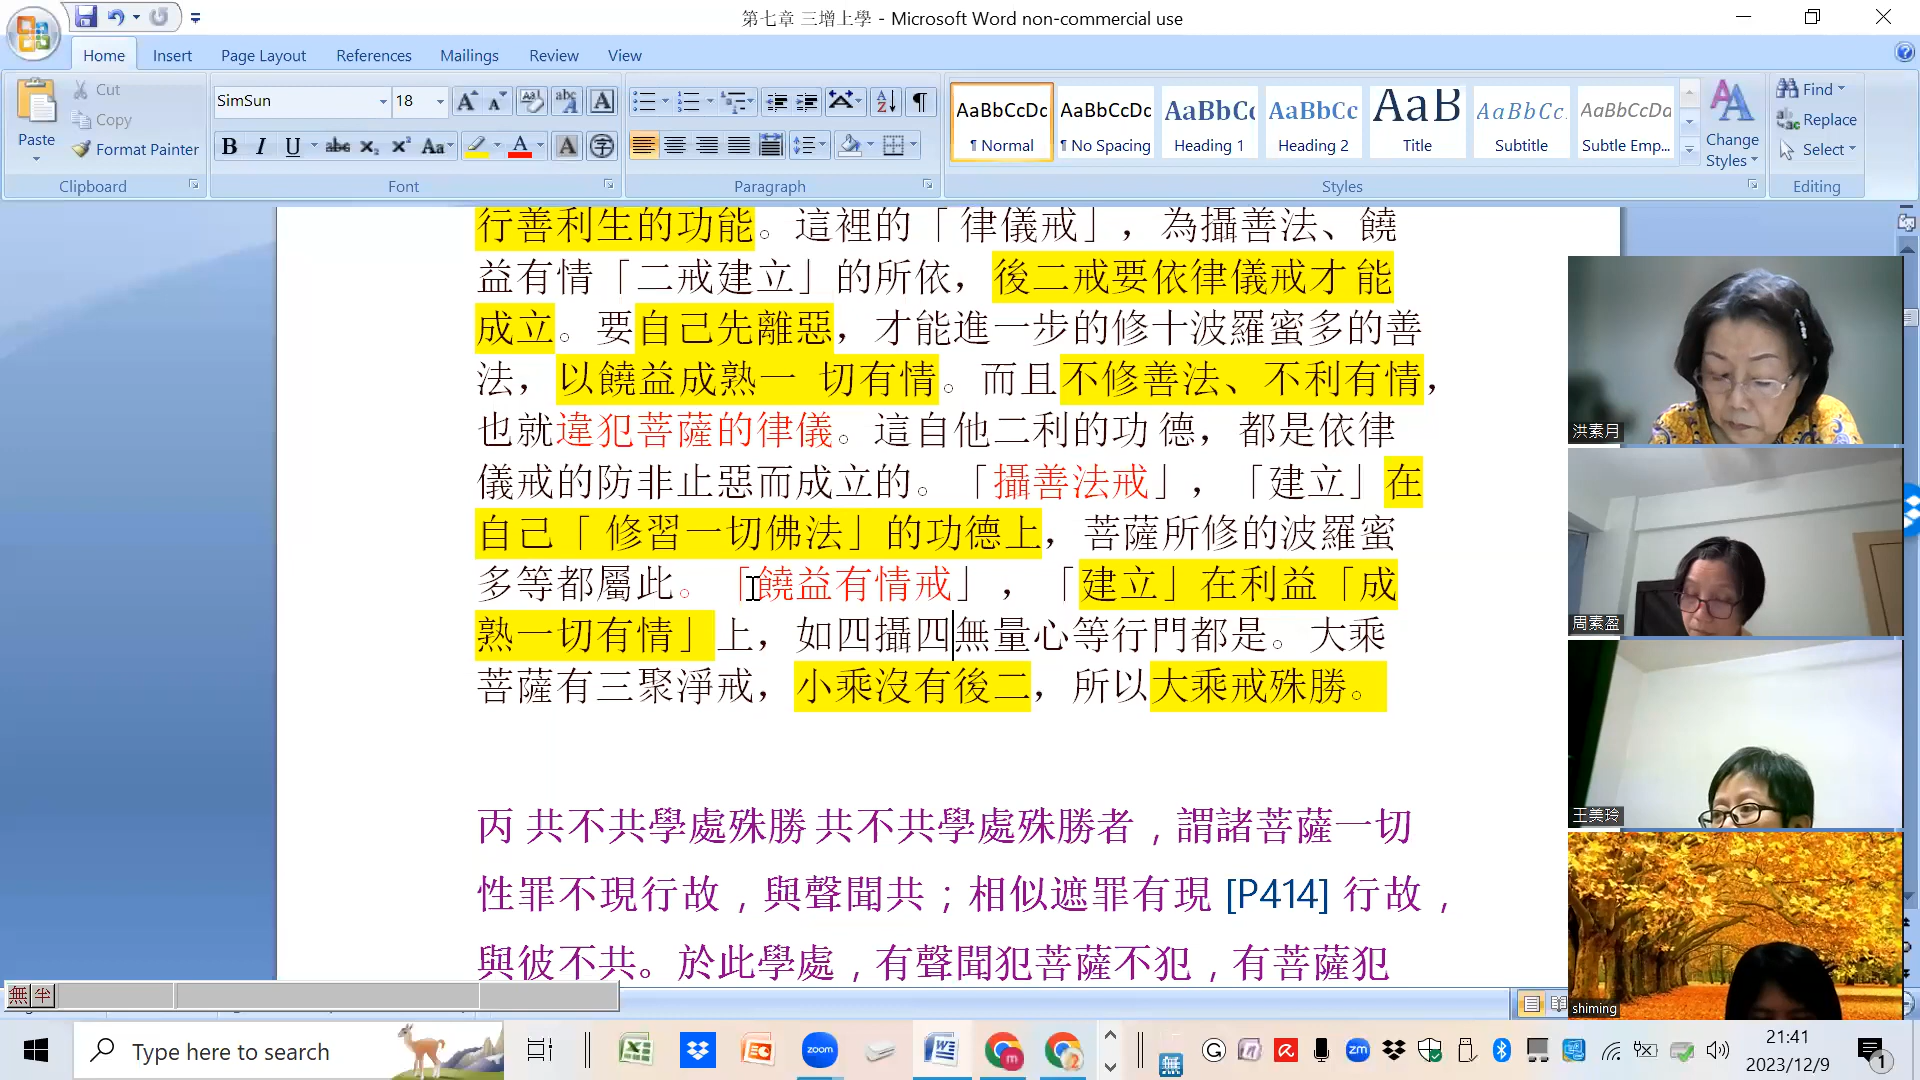 第七章 三增上學 - Microsoft Word non-commercial use
Home Insert Page Layout References Mailings Review View
Paste
Cut
Copy
Format Painter
Clipboard
SimSun 18
Font
Paragraph
AaBbCcDc AaBbCcDc AaBbC AaBbCc AaB AaBbCc. AaBbCcDa
¶ Normal ¶ No Spacing Heading 1 Heading 2 Title Subtitle Subtle Emp...
Change Styles
Styles
Find
Replace
Select
Editing
行善利生的功能。這裡的「 律儀戒」，為攝善法、饒
益有情「二戒建立」的所依，後二戒要依律儀戒才 能
成立。要自己先離惡，才能進一步的修十波羅蜜多的善
法，以饒益成熟一 切有情。而且不修善法、不利有情，
也就違犯菩薩的律儀。這自他二利的功 德，都是依律
儀戒的防非止惡而成立的。「攝善法戒」，「建立」在
自己「 修習一切佛法」的功德上，菩薩所修的波羅蜜
多等都屬此。「饒益有情戒」，「建立」在利益「成
熟一切有情」上，如四攝四無量心等行門都是。大乘
菩薩有三聚淨戒，小乘沒有後二，所以大乘戒殊勝。
丙 共不共學處殊勝 共不共學處殊勝者，謂諸菩薩一切
性罪不現行故，與聲聞共；相似遮罪有現 [P414] 行故，
與彼不共。於此學處，有聲聞犯菩薩不犯，有菩薩犯
洪素月
周素盈
王美玲
shiming
無 半
Type here to search
zoom
21:41
2023/12/9